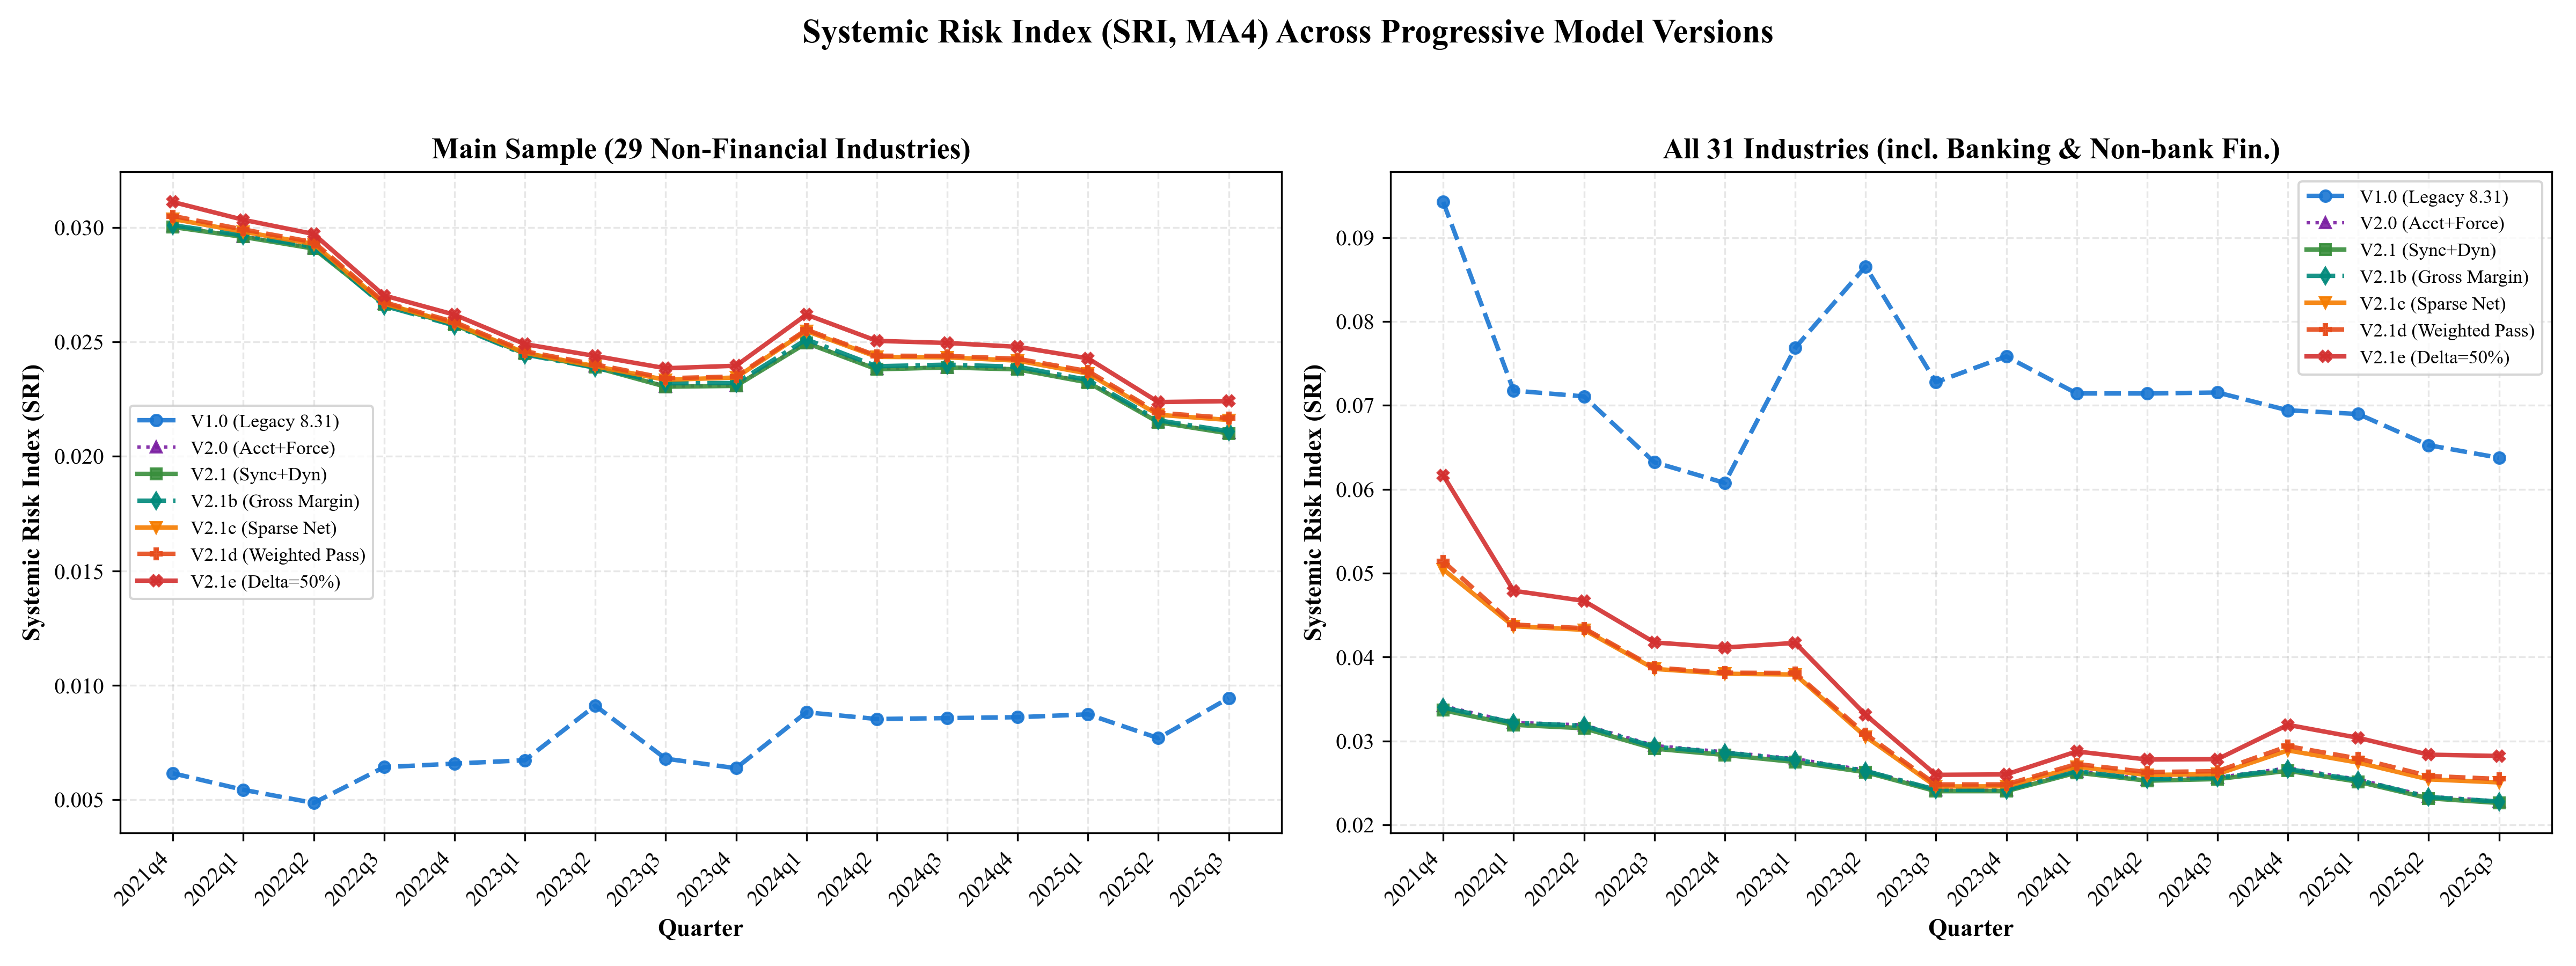 Systemic Risk Index (SRI, MA4) Across Progressive Model Versions
Main Sample (29 Non-Financial Industries)
Systemic Risk Index (SRI)
0.030
0.025
0.020
0.015
0.010
0.005
V1.0 (Legacy 8.31)
V2.0 (Acct+Force)
V2.1 (Sync+Dyn)
V2.1b (Gross Margin)
V2.1c (Sparse Net)
V2.1d (Weighted Pass)
V2.1e (Delta=50%)
2021q4
2022q1
2022q2
2022q3
2022q4
2023q1
2023q2
2023q3
2023q4
2024q1
2024q2
2024q3
2024q4
2025q1
2025q2
2025q3
Quarter
All 31 Industries (incl. Banking & Non-bank Fin.)
Systemic Risk Index (SRI)
0.09
0.08
0.07
0.06
0.05
0.04
0.03
0.02
V1.0 (Legacy 8.31)
V2.0 (Acct+Force)
V2.1 (Sync+Dyn)
V2.1b (Gross Margin)
V2.1c (Sparse Net)
V2.1d (Weighted Pass)
V2.1e (Delta=50%)
2021q4
2022q1
2022q2
2022q3
2022q4
2023q1
2023q2
2023q3
2023q4
2024q1
2024q2
2024q3
2024q4
2025q1
2025q2
2025q3
Quarter